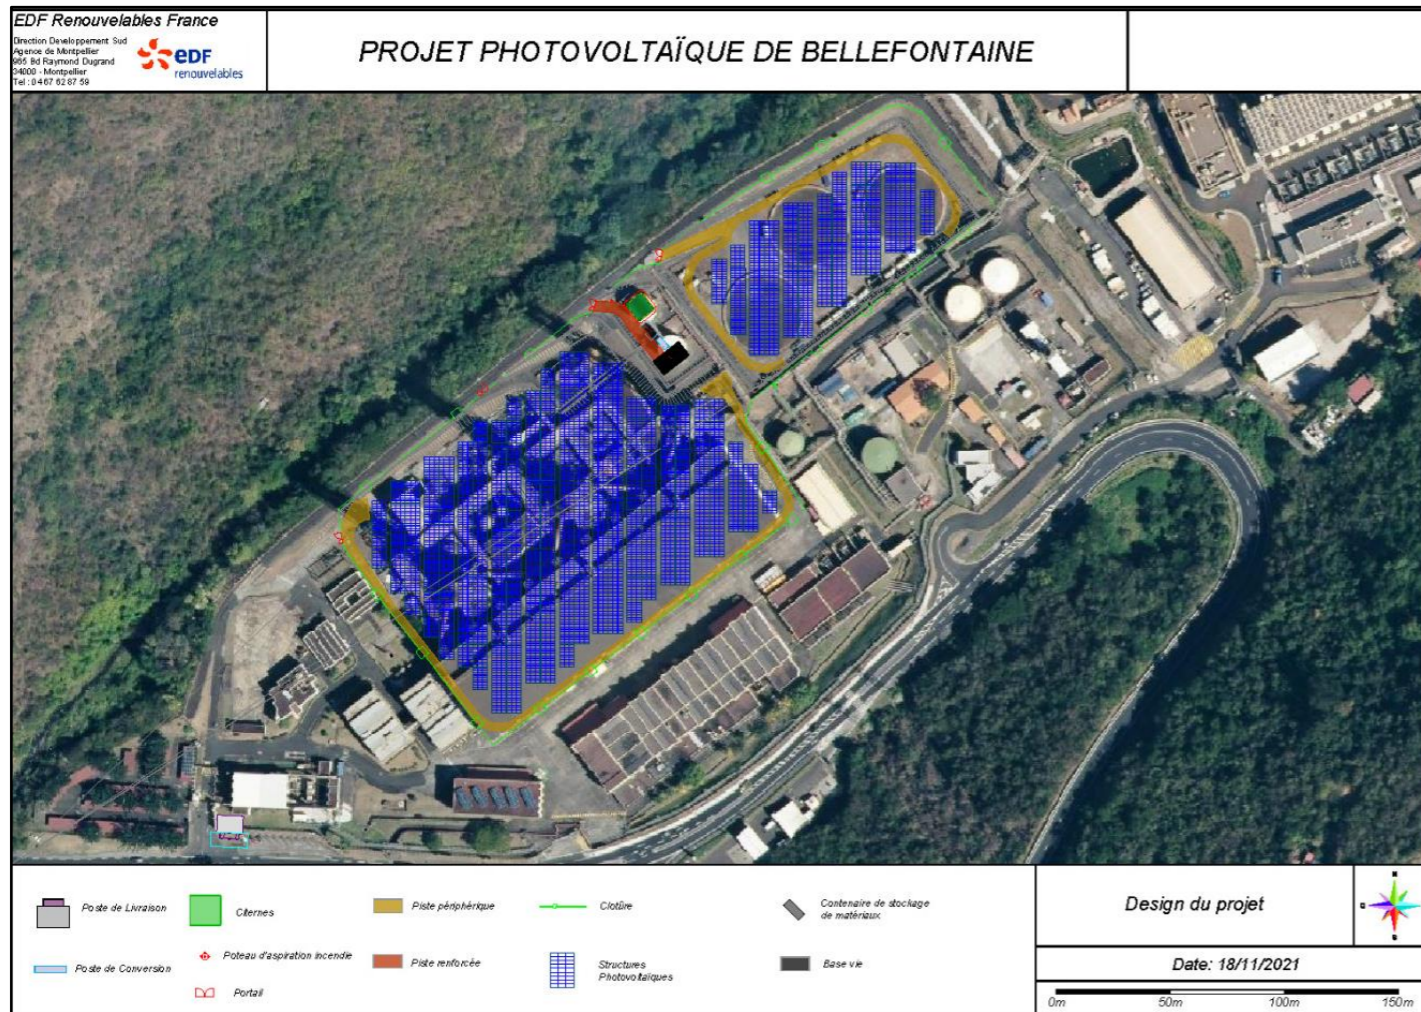 EDF Renouvelables France
Direction Developpement Sud
Agence de Montpellier
965 Bd Raymond Dugrand
34000 - Montpellier
Tel : 04 67 62 87 59
eDF
renouvelables
PROJET PHOTOVOLTAÏQUE DE BELLEFONTAINE
Poste de Livraison
Citernes
Piste périphérique
Clotûre
Contenaire de stockage
de matériaux
Poste de Conversion
Poteau d'aspiration incendie
Piste renforcée
Structures
Photovoltaïques
Base vie
Portail
Design du projet
Date: 18/11/2021
0m 50m 100m 150m